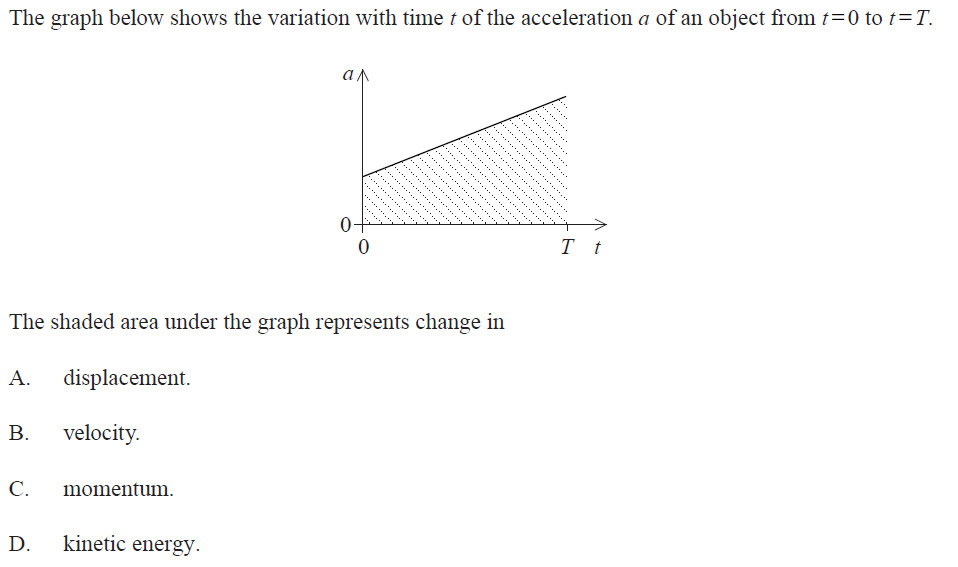 The graph below shows the variation with time t of the acceleration a of an object from t=0 to t=T.
a
0
0
T t
The shaded area under the graph represents change in
A. displacement.
B. velocity.
C. momentum.
D. kinetic energy.